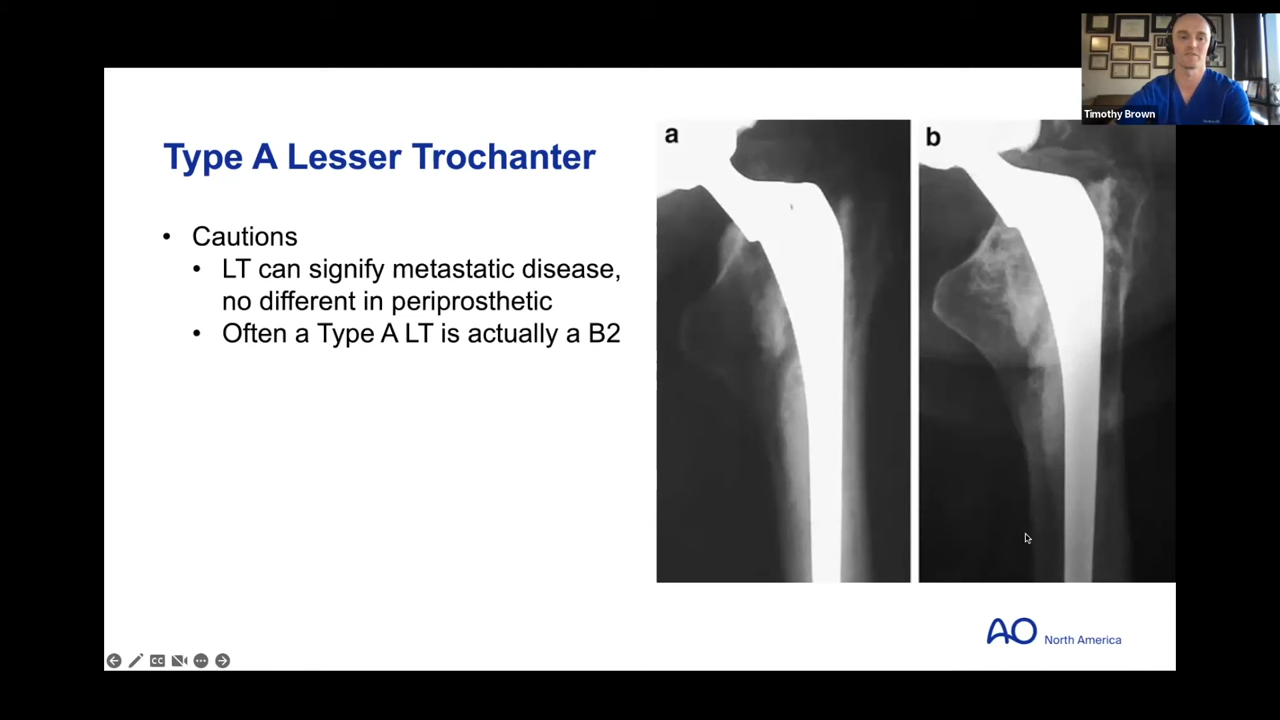 Timothy Brown
Type A Lesser Trochanter
• Cautions
• LT can signify metastatic disease,
no different in periprosthetic
• Often a Type A LT is actually a B2
a
b
AO North America
CC